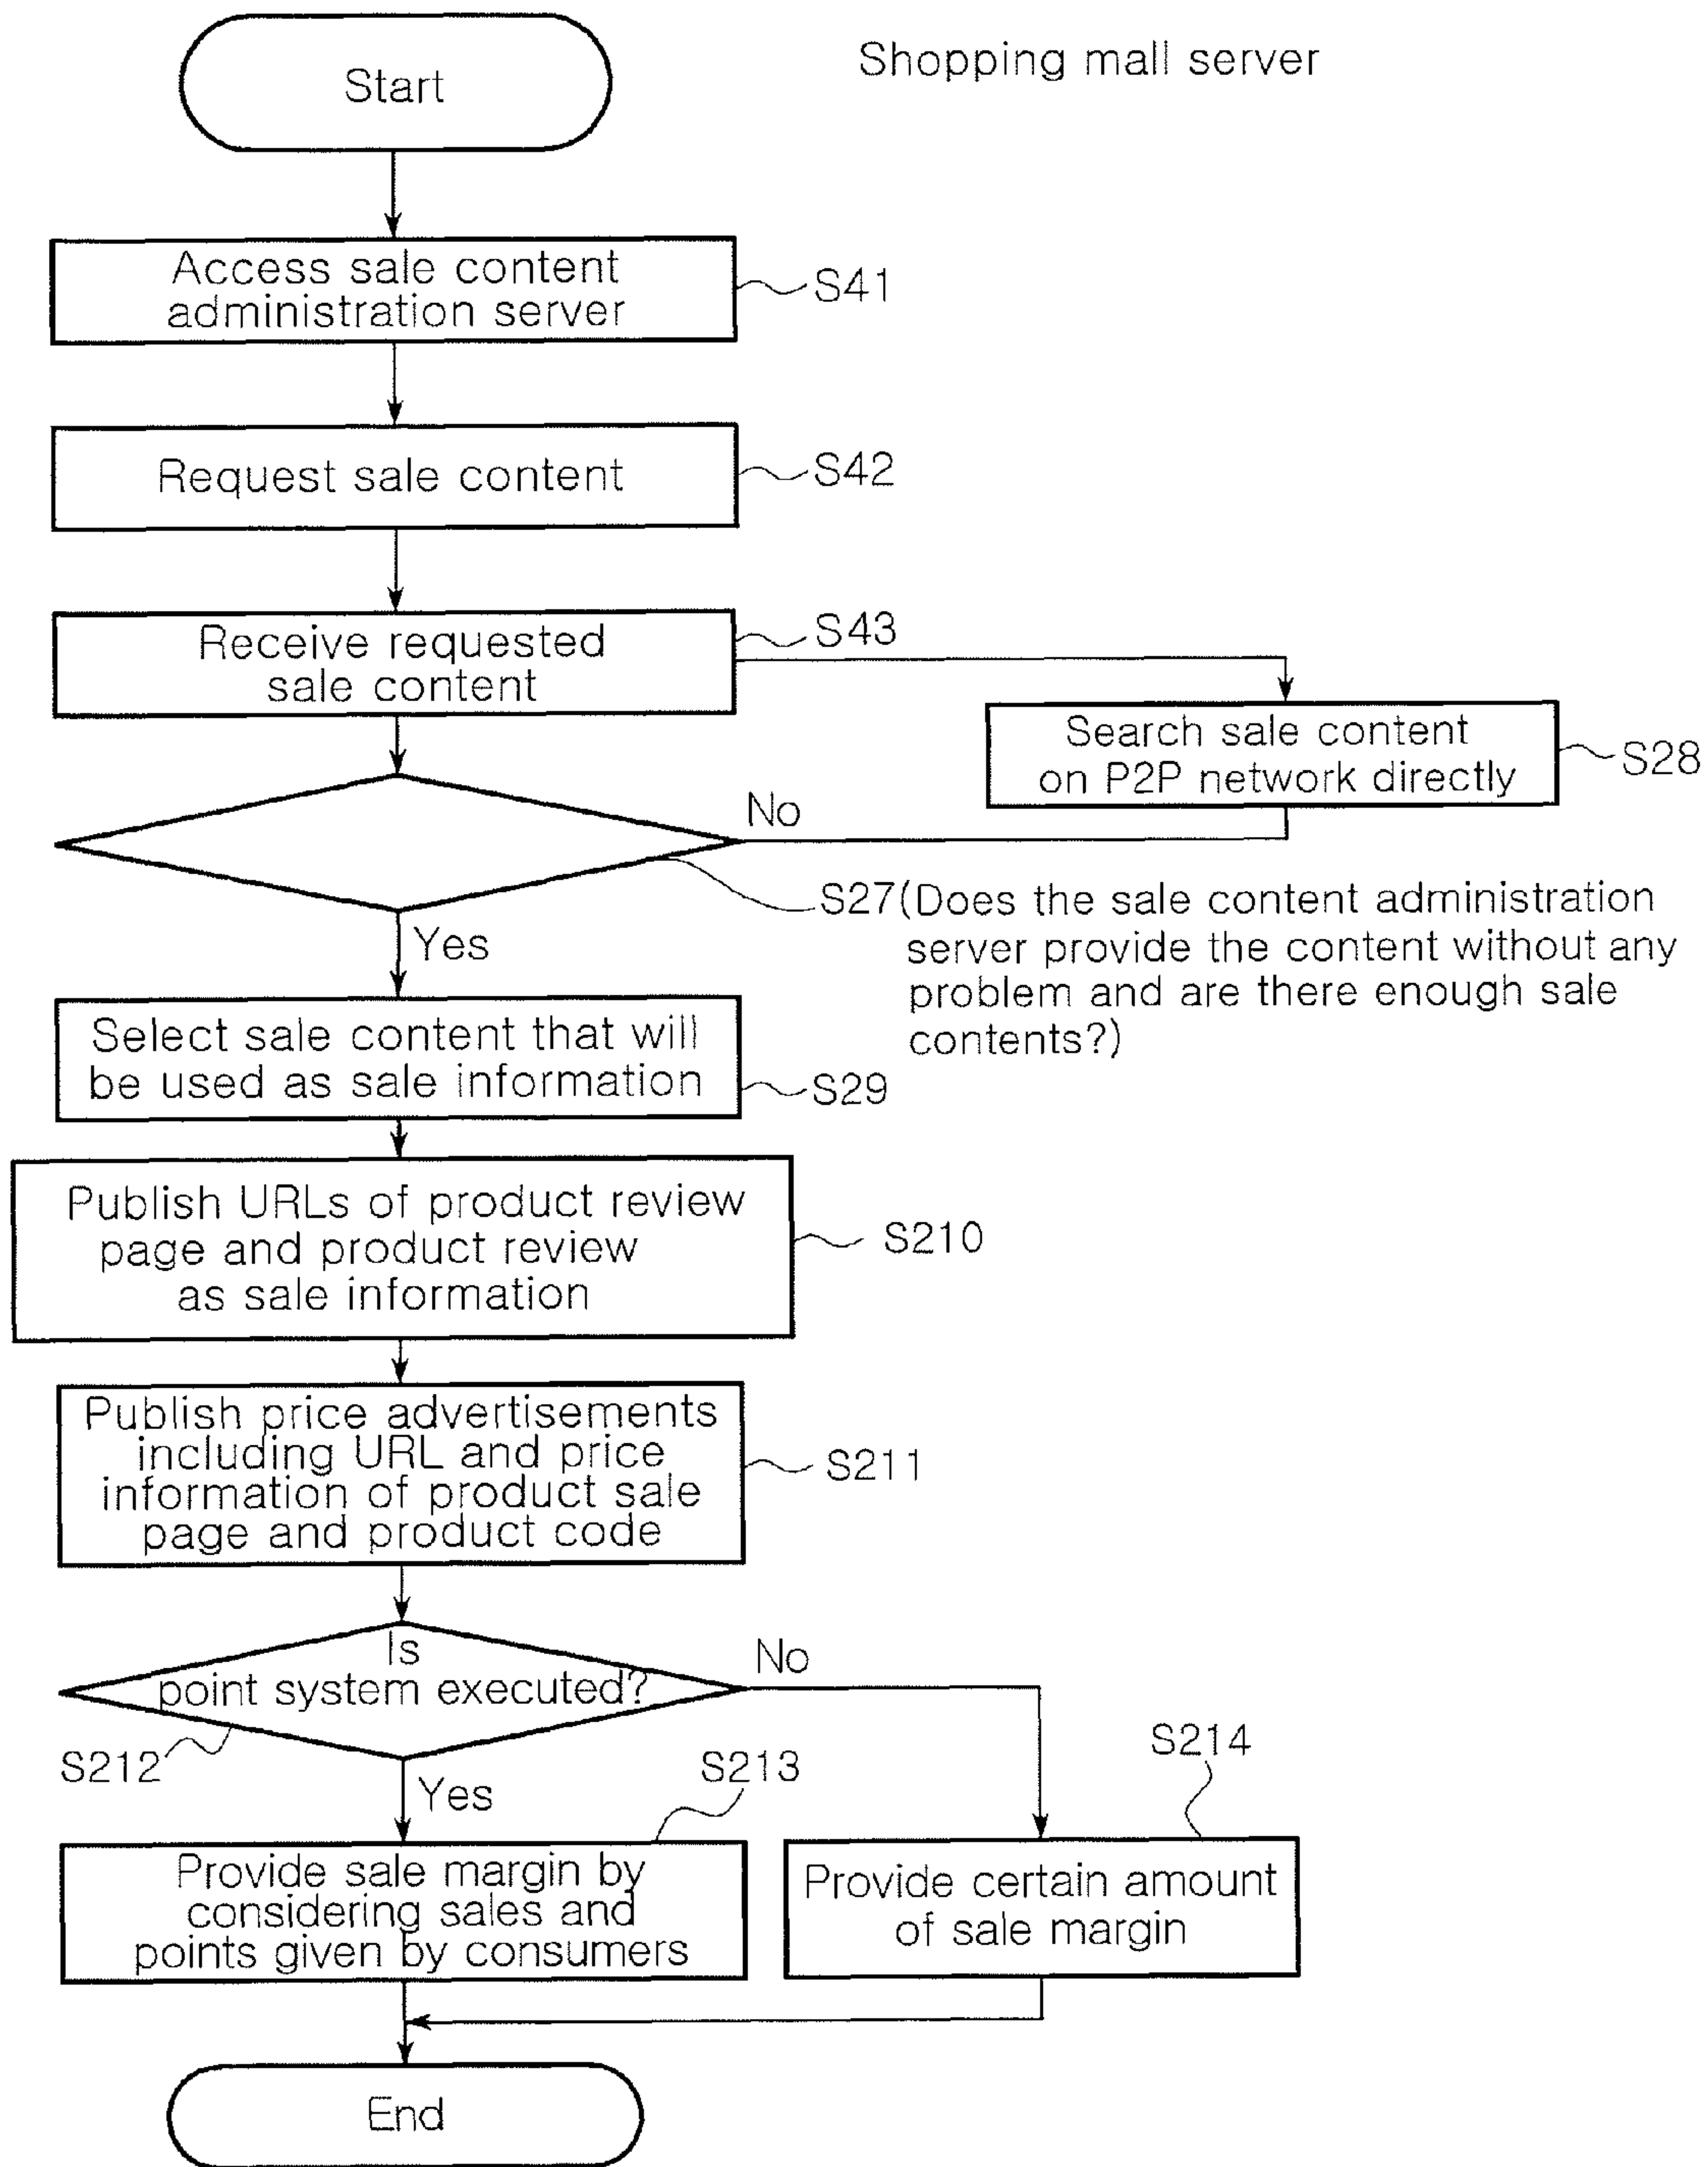 Start
Shopping mall server
Access sale content
administration server
S41
Request sale content
S42
Receive requested
sale content
S43
Search sale content
on P2P network directly
S28
No
S27(Does the sale content administration
server provide the content without any
problem and are there enough sale
contents?)
Yes
Select sale content that will
be used as sale information
S29
Publish URLs of product review
page and product review
as sale information
S210
Publish price advertisements
including URL and price
information of product sale
page and product code
S211
Is
point system executed?
No
S212
Yes
S213
S214
Provide sale margin by
considering sales and
points given by consumers
Provide certain amount
of sale margin
End